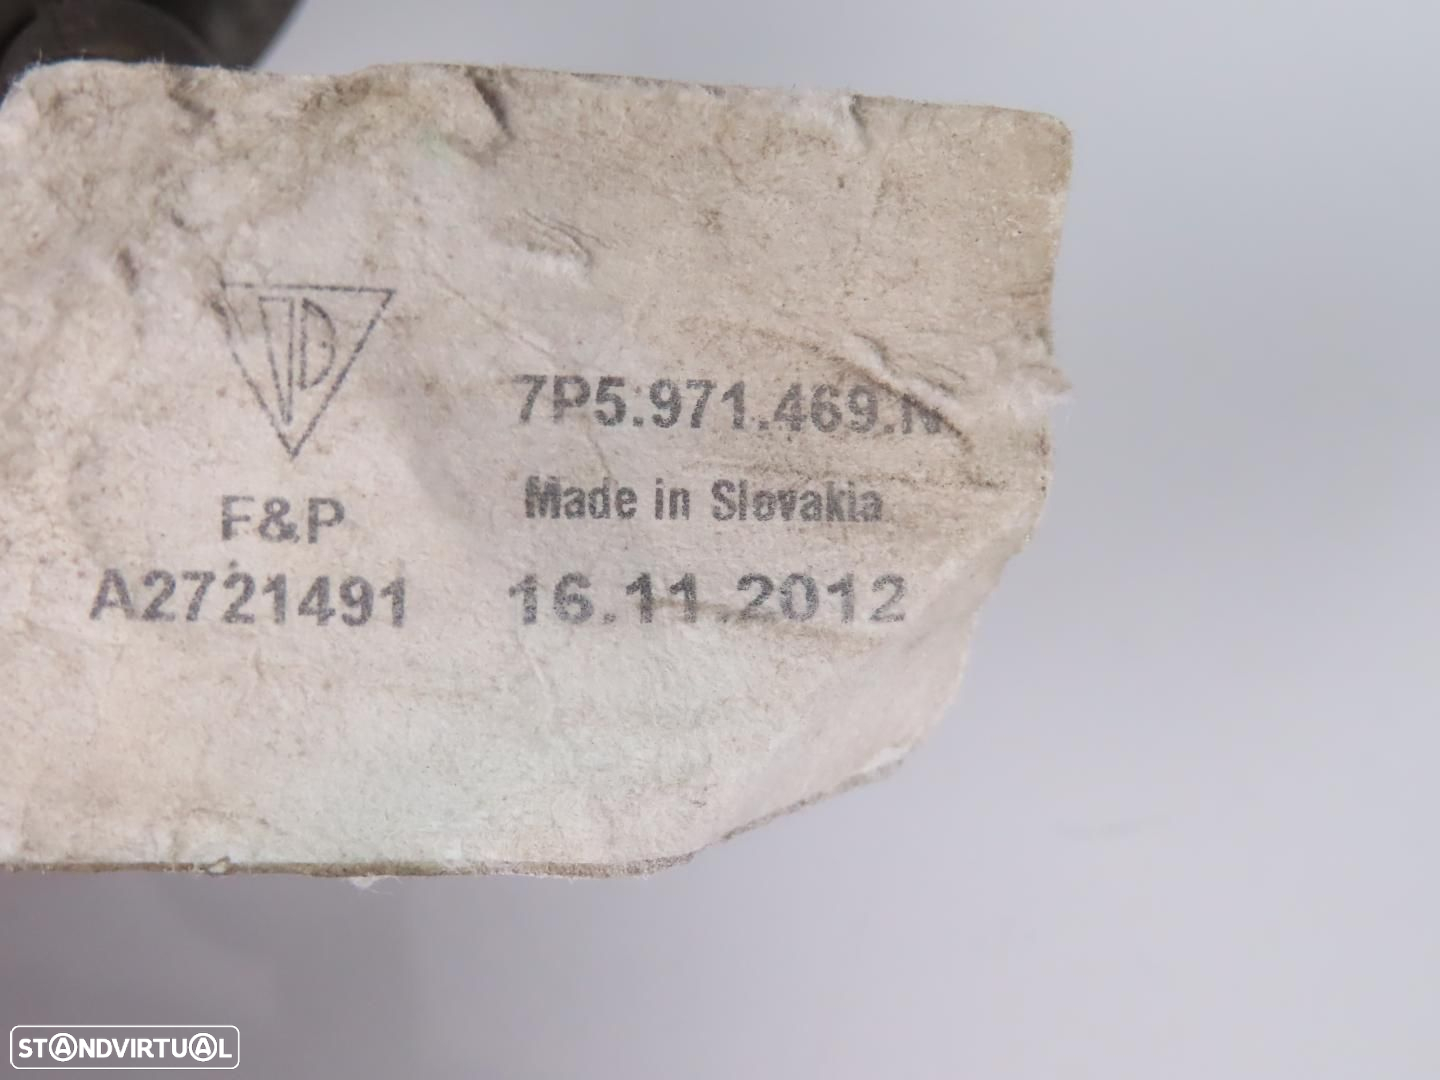 7P5.971.469.N
F&P
Made in Slovakia
A2721491
16.11.2012
STANDVIRTUAL